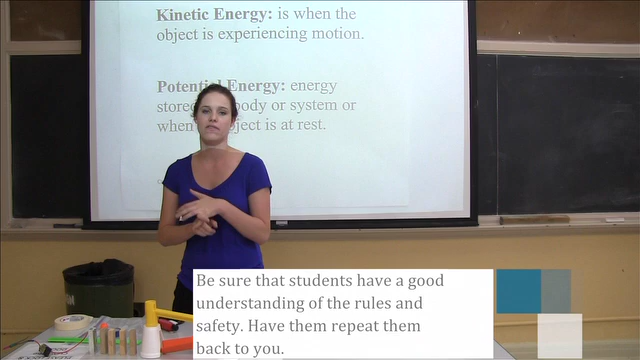 Kinetic Energy: is when the
object is experiencing motion.
Potential Energy: energy
body or system or
when object is at rest.
Be sure that students have a good
understanding of the rules and
safety. Have them repeat them
back to you.